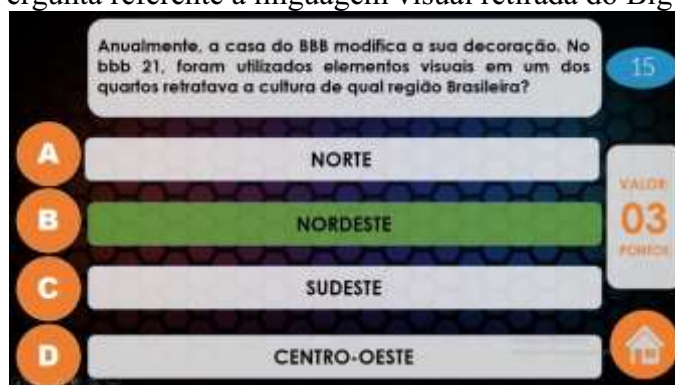 ergunta referente a linguagem visual retirada do Big
Anualmente, a casa do BBB modifica a sua decoração. No
bbb 21, foram utilizados elementos visuais em um dos
quartos retratava a cultura de qual região Brasileira?
15
A
NORTE
B
NORDESTE
C
SUDESTE
D
CENTRO-OESTE
VALOR
03
PONTOS